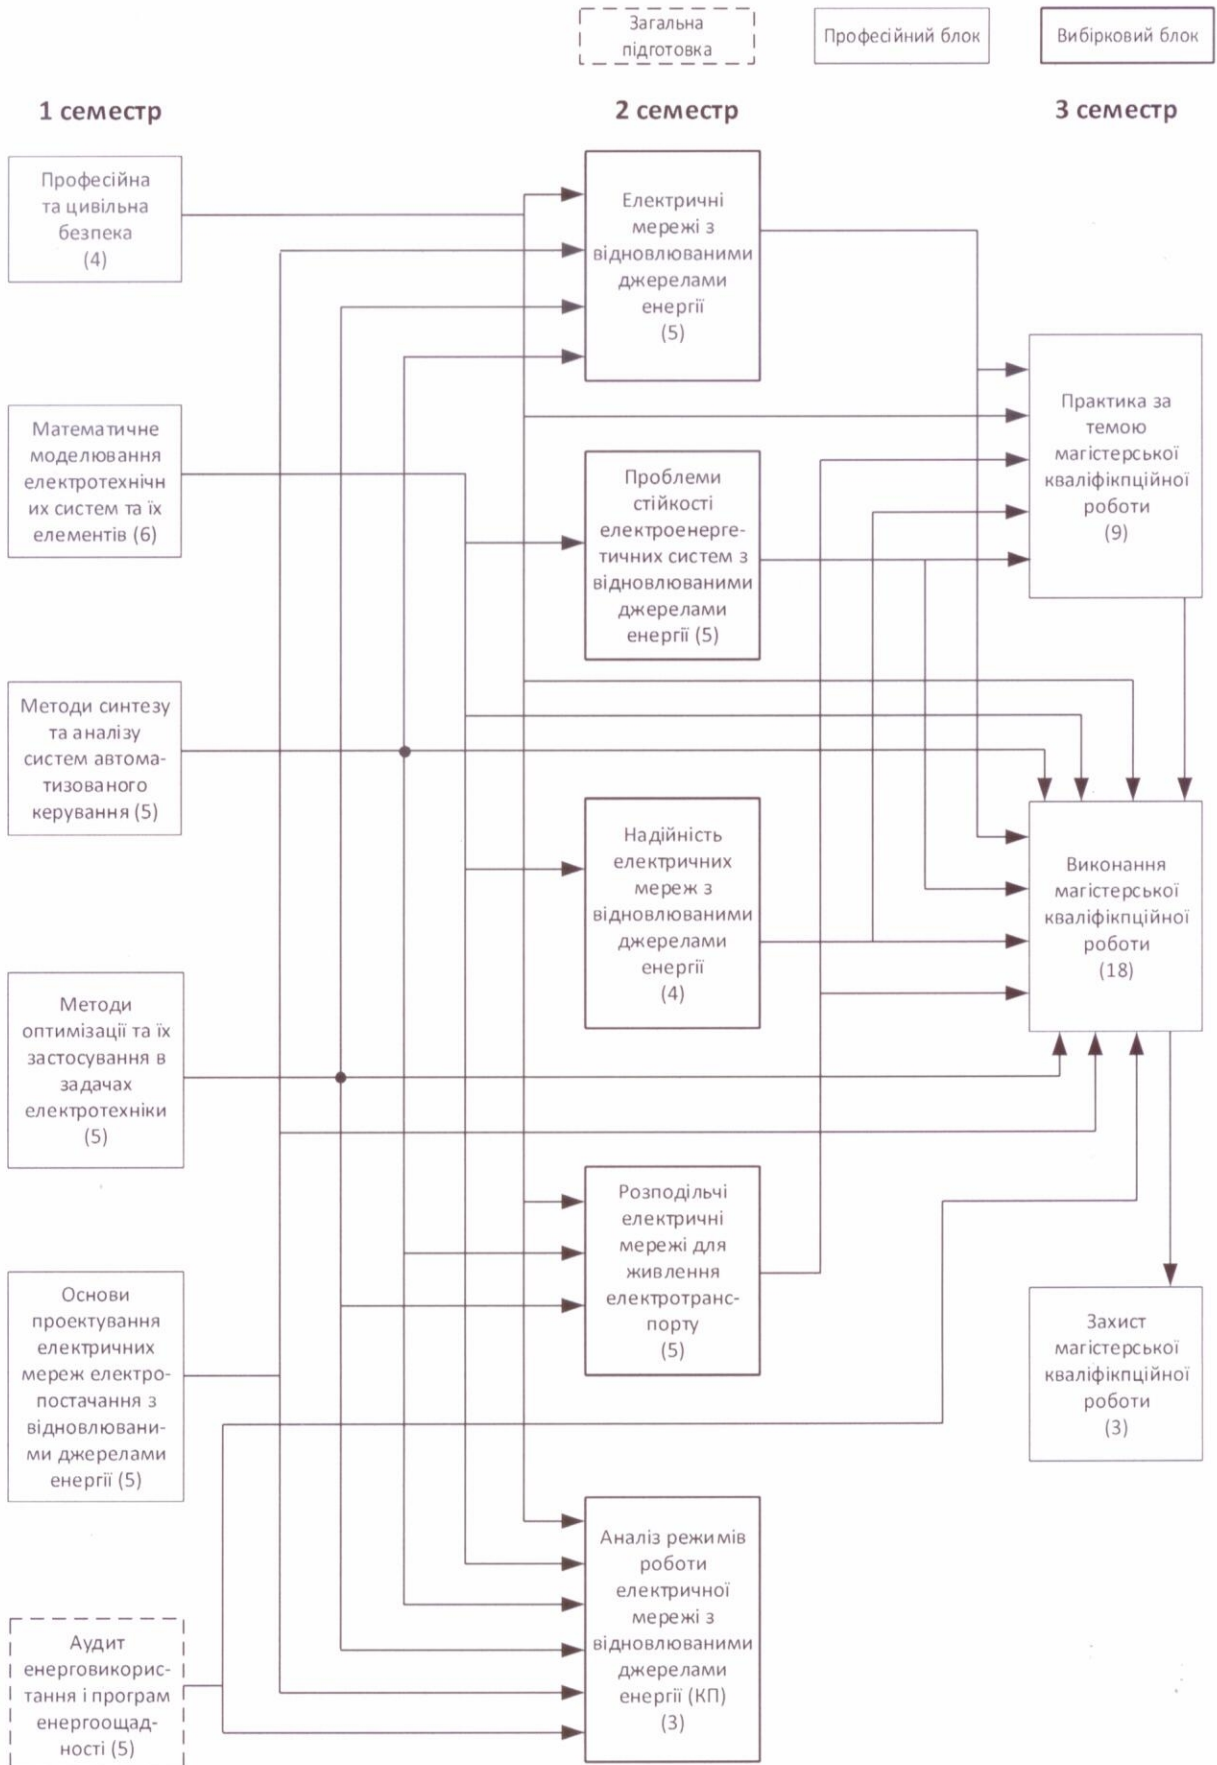 Загальна
підготовка
Професійний блок
Вибірковий блок
1 семестр
2 семестр
3 семестр
Професійна
та цивільна
безпека
(4)
Математичне
моделювання
електротехнічн
их систем та їх
елементів (6)
Методи синтезу
та аналізу
систем автома-
тизованого
керування (5)
Методи
оптимізації та їх
застосування в
задачах
електротехніки
(5)
Основи
проектування
електричних
мереж електро-
постачання з
відновлювани-
ми джерелами
енергії (5)
Аудит
енерговикорис-
тання і програм
енергоощад-
ності (5)
Електричні
мережі з
відновлюваними
джерелами
енергії
(5)
Проблеми
стійкості
електроенерге-
тичних систем з
відновлюваними
джерелами
енергії (5)
Надійність
електричних
мереж з
відновлюваними
джерелами
енергії
(4)
Розподільчі
електричні
мережі для
живлення
електротранс-
порту
(5)
Аналіз режимів
роботи
електричної
мережі з
відновлюваними
джерелами
енергії (КП)
(3)
Практика за
темою
магістерської
кваліфікпційної
роботи
(9)
Виконання
магістерської
кваліфікпційної
роботи
(18)
Захист
магістерської
кваліфікпційної
роботи
(3)